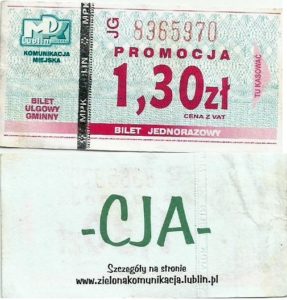 MPK
Lublin
KOMUNIKACJA
MIEJSKA
BILET
ULGOWY
GMINNY
MPK LIN MPK
JG 8365970
PROMOCJA
1,30zł
CENA Z VAT
BILET JEDNORAZOWY
TU KASOWAĆ
-CJA-
Szczegóły na stronie
www.zielonakomunikacja.lublin.pl